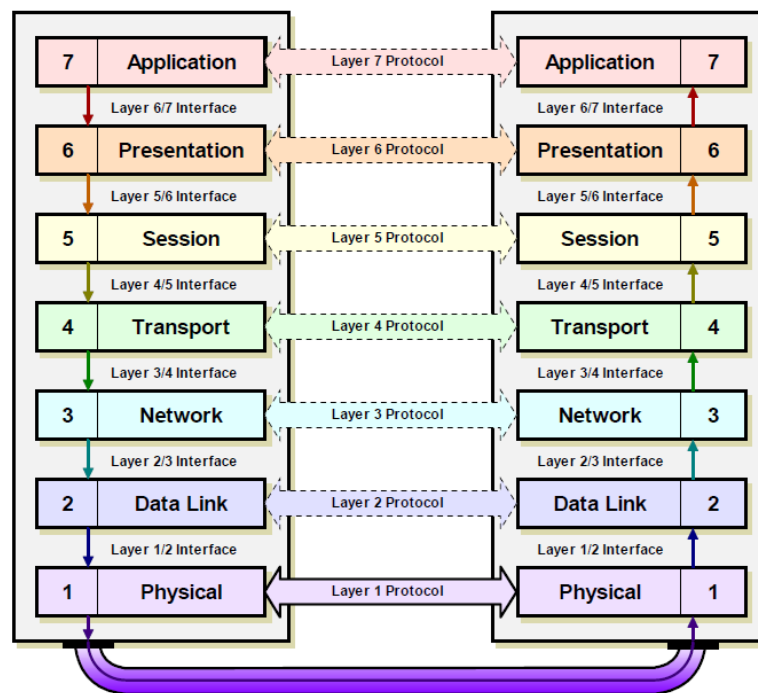 7 Application Layer 7 Protocol Application 7
Layer 6/7 Interface Layer 6/7 Interface
6 Presentation Layer 6 Protocol Presentation 6
Layer 5/6 Interface Layer 5/6 Interface
5 Session Layer 5 Protocol Session 5
Layer 4/5 Interface Layer 4/5 Interface
4 Transport Layer 4 Protocol Transport 4
Layer 3/4 Interface Layer 3/4 Interface
3 Network Layer 3 Protocol Network 3
Layer 2/3 Interface Layer 2/3 Interface
2 Data Link Layer 2 Protocol Data Link 2
Layer 1/2 Interface Layer 1/2 Interface
1 Physical Layer 1 Protocol Physical 1